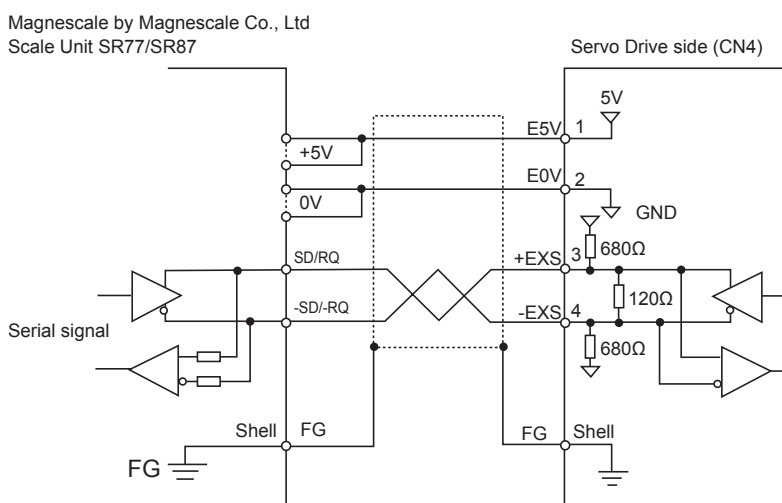 Magnescale by Magnescale Co., Ltd
Scale Unit SR77/SR87
Servo Drive side (CN4)
5V
E5V 1
+5V
E0V 2
0V
GND
680Ω
SD/RQ
+EXS 3
120Ω
-SD/-RQ
-EXS 4
Serial signal
680Ω
Shell FG
FG Shell
FG